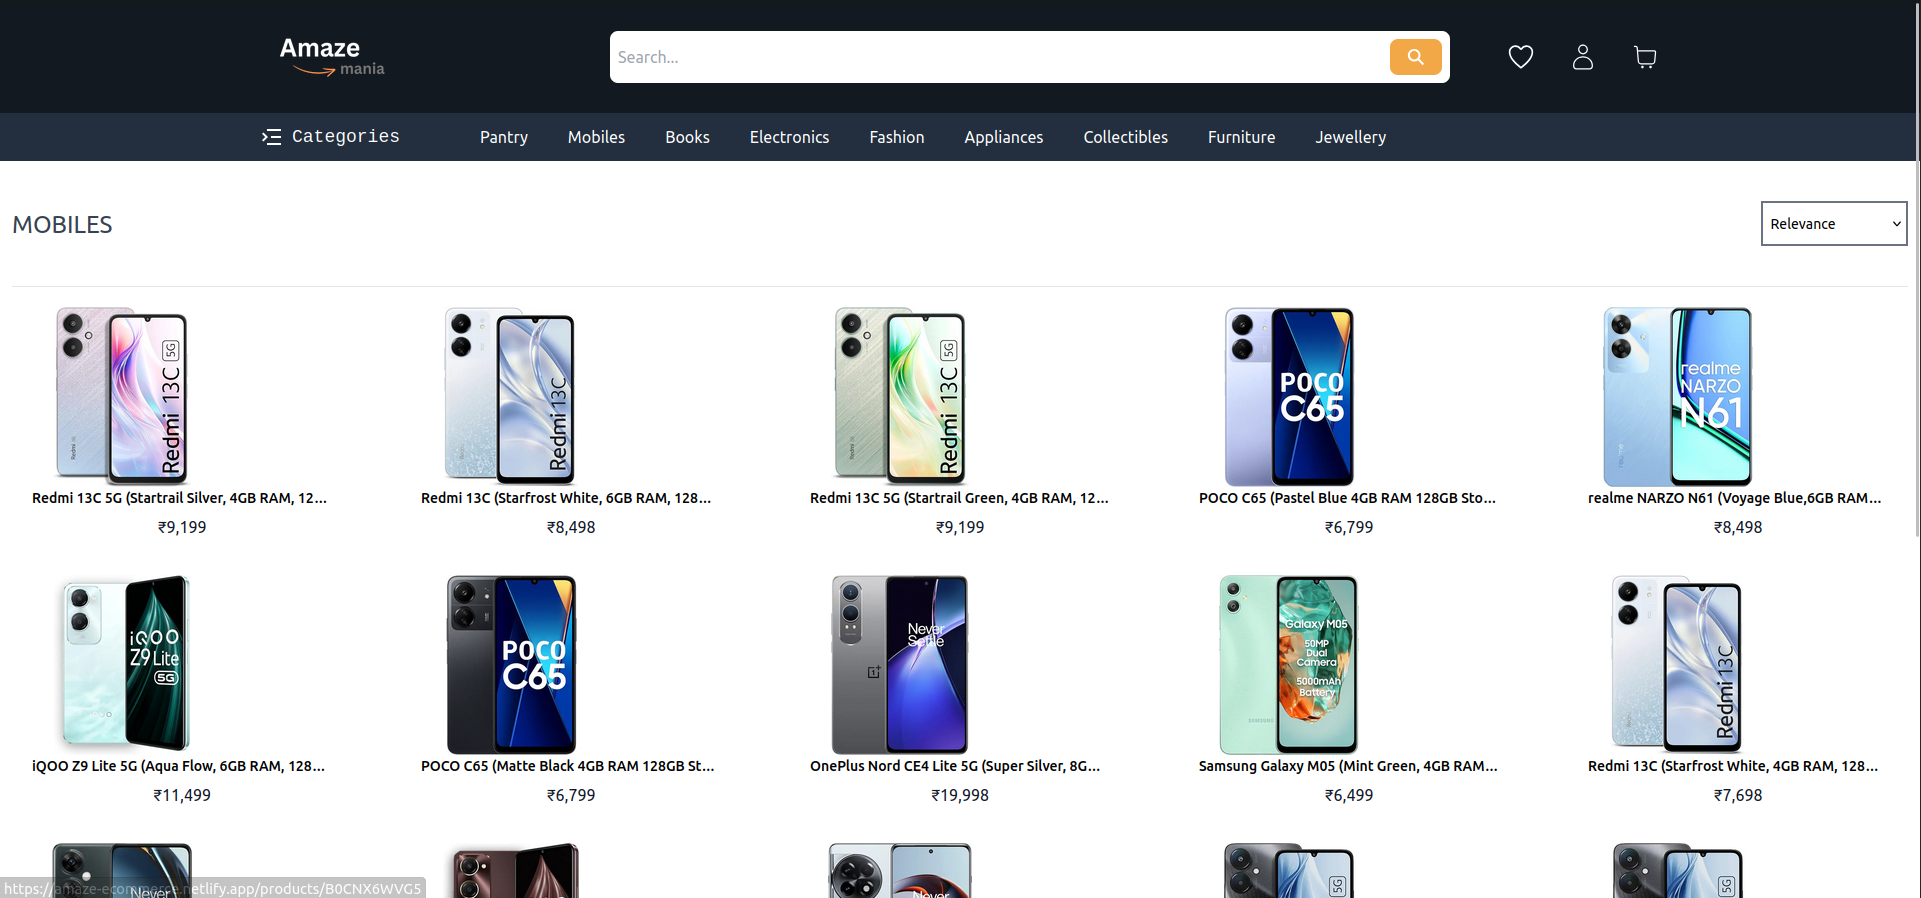 Amaze
mania
Search...
Categories
Pantry
Mobiles
Books
Electronics
Fashion
Appliances
Collectibles
Furniture
Jewellery
MOBILES
Relevance
Redmi 13C 5G
Redmi 13C
Redmi 13C 5G
POCO
C65
realme
NARZO
N61
Redmi 13C 5G (Startrail Silver, 4GB RAM, 12...
Redmi 13C (Starfrost White, 6GB RAM, 128...
Redmi 13C 5G (Startrail Green, 4GB RAM, 12...
POCO C65 (Pastel Blue 4GB RAM 128GB Sto...
realme NARZO N61 (Voyage Blue,6GB RAM...
₹9,199
₹8,498
₹9,199
₹6,799
₹8,498
iQOO
Z9 Lite
5G
POCO
C65
Never
Settle
Galaxy M05
50MP
Dual
Camera
5000mAh
Battery
SAMSUNG
Redmi 13C
iQOO Z9 Lite 5G (Aqua Flow, 6GB RAM, 128...
POCO C65 (Matte Black 4GB RAM 128GB St...
OnePlus Nord CE4 Lite 5G (Super Silver, 8G...
Samsung Galaxy M05 (Mint Green, 4GB RAM...
Redmi 13C (Starfrost White, 4GB RAM, 128...
₹11,499
₹6,799
₹19,998
₹6,499
₹7,698
Never
Never
5G
5G
https://amaze-ecommerce.netlify.app/products/B0CNX6WVG5